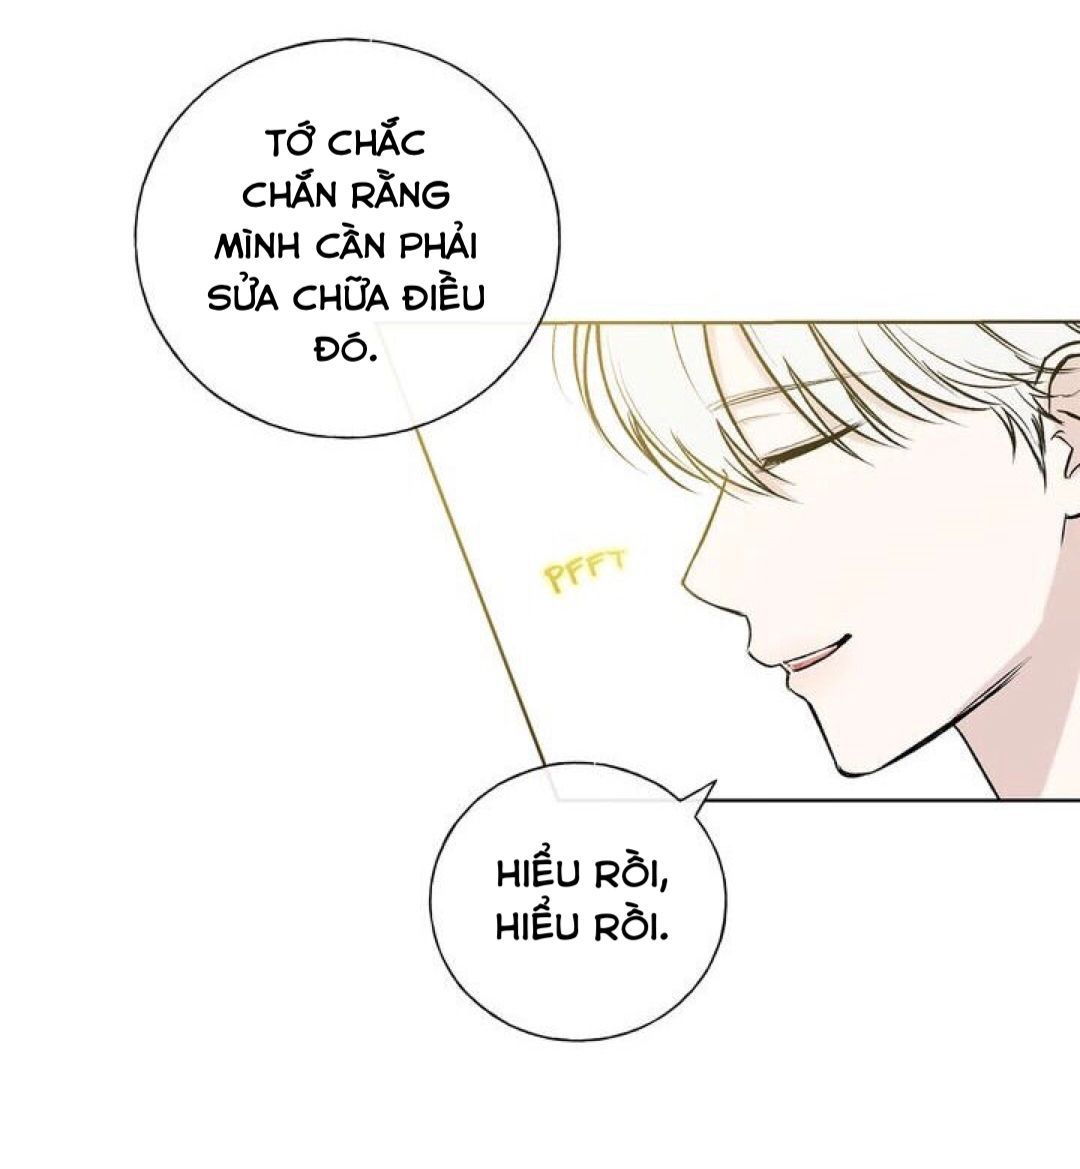 TỚ CHẮC
CHẮN RẰNG
MÌNH CẦN PHẢI
SỬA CHỮA ĐIỀU
ĐÓ.
PFFT
HIỂU RỒI,
HIỂU RỒI.